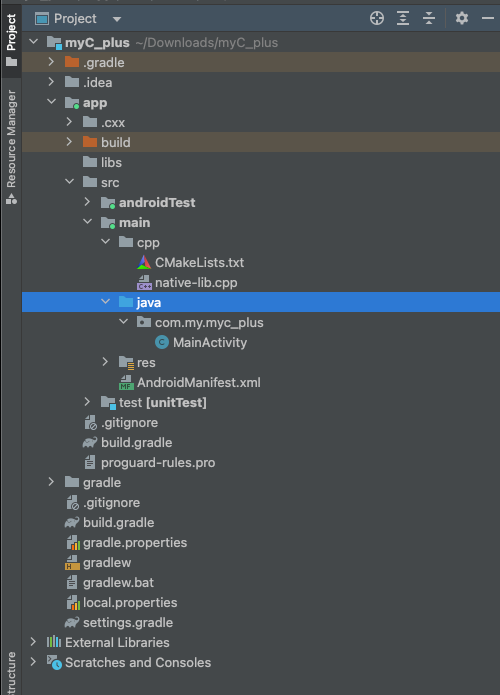 Project
Project
Resource Manager
myC_plus ~/Downloads/myC_plus
.gradle
.idea
app
.cxx
build
libs
src
androidTest
main
cpp
CMakeLists.txt
native-lib.cpp
java
com.my.myc_plus
MainActivity
res
AndroidManifest.xml
test [unitTest]
.gitignore
build.gradle
proguard-rules.pro
gradle
.gitignore
build.gradle
gradle.properties
gradlew
gradlew.bat
local.properties
settings.gradle
External Libraries
Scratches and Consoles
ructure